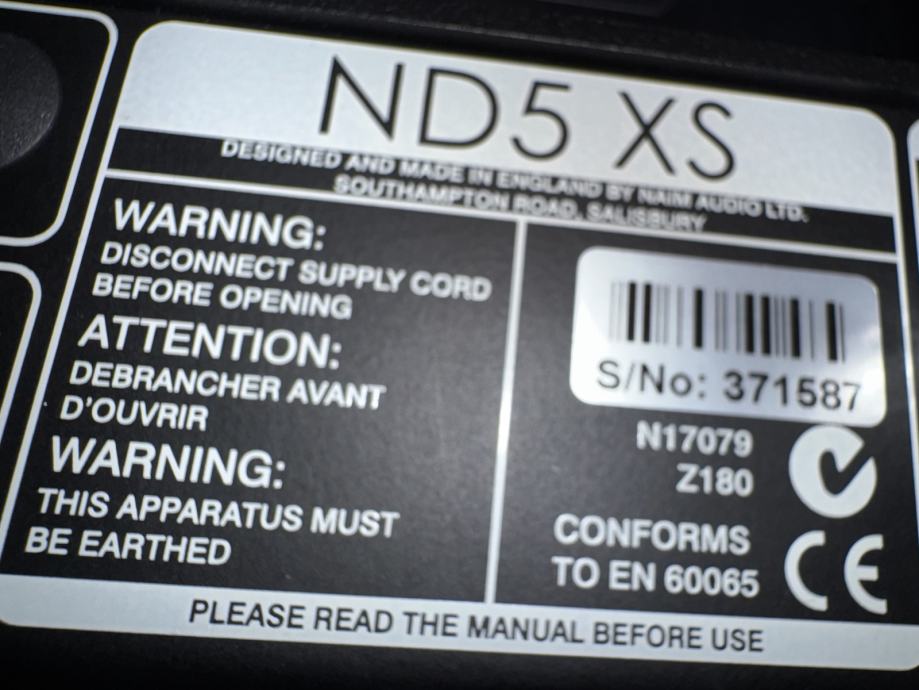 ND5 XS
DESIGNED AND MADE IN ENGLAND BY NAIM AUDIO LTD.
SOUTHAMPTON ROAD, SALISBURY
WARNING:
DISCONNECT SUPPLY CORD
BEFORE OPENING
ATTENTION:
DEBRANCHER AVANT
D'OUVRIR
WARNING:
THIS APPARATUS MUST
BE EARTHED
S/No: 371587
N17079
Z180
CONFORMS
TO EN 60065
CE
PLEASE READ THE MANUAL BEFORE USE